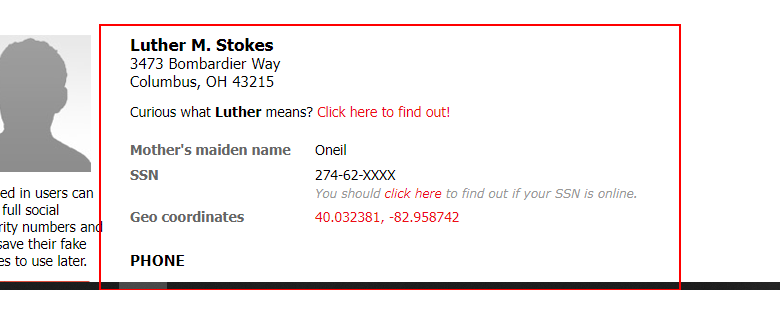 Luther M. Stokes
3473 Bombardier Way
Columbus, OH 43215
Curious what Luther means? Click here to find out!
Mother's maiden name Oneil
SSN 274-62-XXXX
You should click here to find out if your SSN is online.
Geo coordinates 40.032381, -82.958742
PHONE
ed in users can
full social
rity numbers and
save their fake
es to use later.